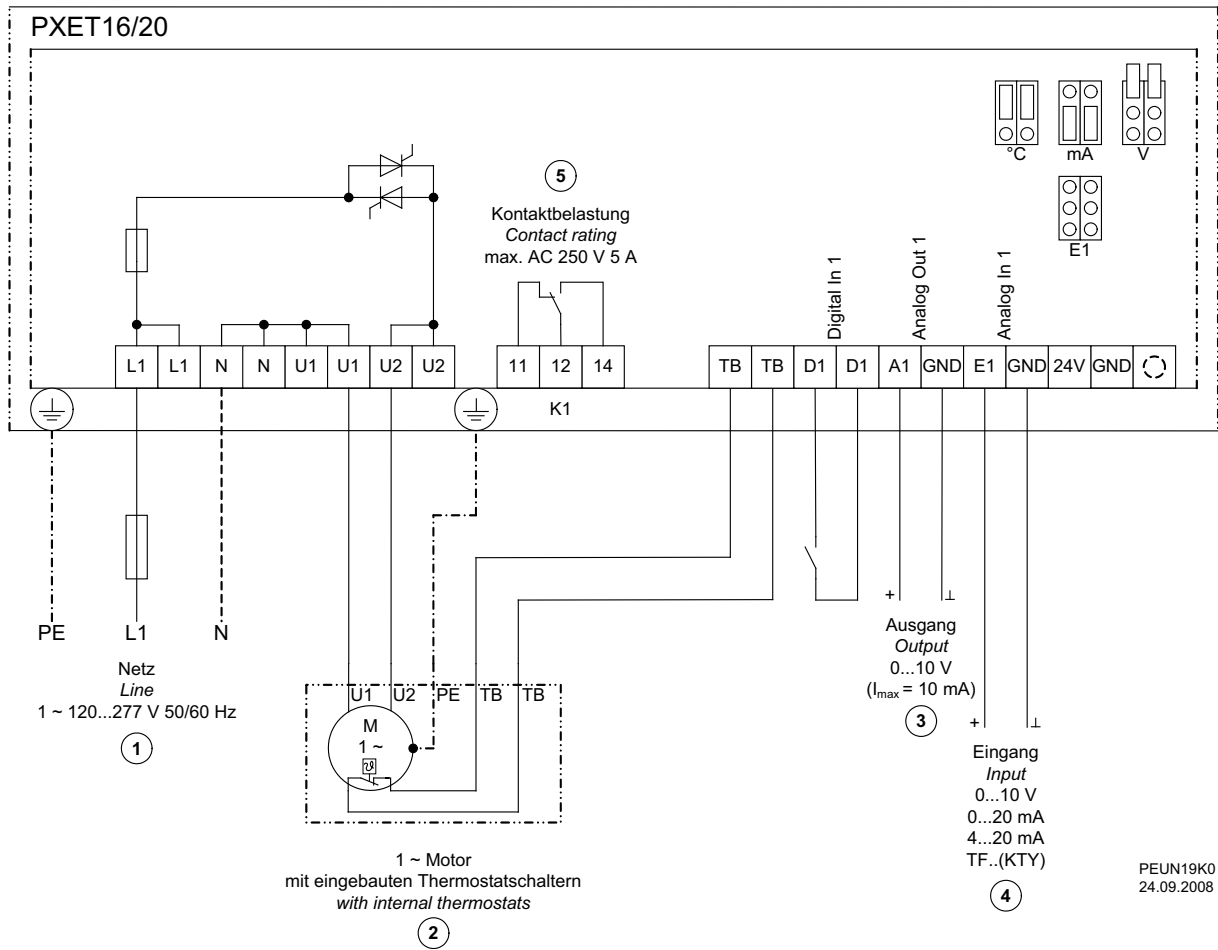 PXET16/20
°C
mA
V
E1
5
Kontaktbelastung
Contact rating
max. AC 250 V 5 A
Digital In 1
Analog Out 1
Analog In 1
L1 L1 N N U1 U1 U2 U2
11 12 14
TB TB D1 D1 A1 GND E1 GND 24V GND
K1
PE
L1
N
Netz
Line
1 ~ 120...277 V 50/60 Hz
1
U1 U2 PE TB TB
M
1 ~
ϑ
1 ~ Motor
mit eingebauten Thermostatschaltern
with internal thermostats
2
+ ⊥
Ausgang
Output
0...10 V
(Imax = 10 mA)
3
+ ⊥
Eingang
Input
0...10 V
0...20 mA
4...20 mA
TF..(KTY)
4
PEUN19K0
24.09.2008